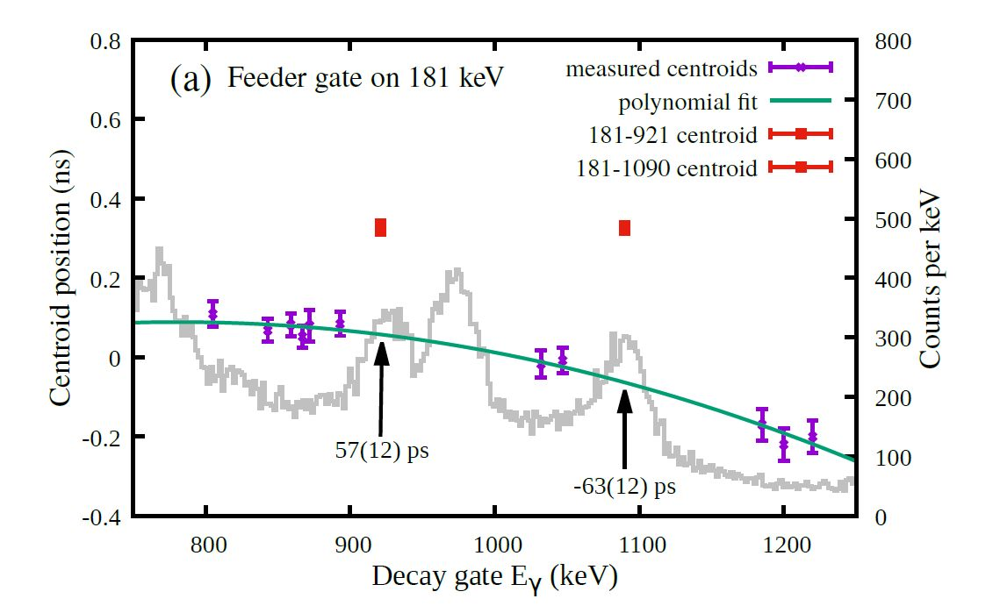 (a) Feeder gate on 181 keV
measured centroids
polynomial fit
181-921 centroid
181-1090 centroid
0.8
0.6
0.4
0.2
0
-0.2
-0.4
Centroid position (ns)
800
700
600
500
400
300
200
100
0
Counts per keV
57(12) ps
-63(12) ps
800
900
1000
1100
1200
Decay gate Eγ (keV)